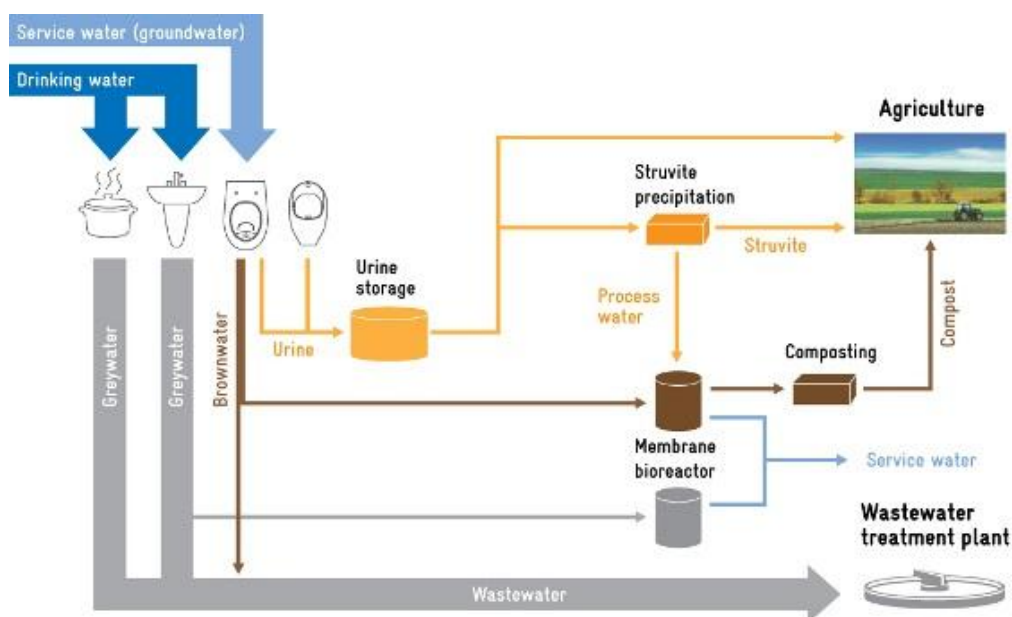 Service water (groundwater)
Drinking water
Agriculture
Struvite
precipitation
Struvite
Urine
storage
Urine
Process
water
Compost
Composting
Greywater
Greywater
Brownwater
Membrane
bioreactor
Service water
Wastewater
treatment plant
Wastewater